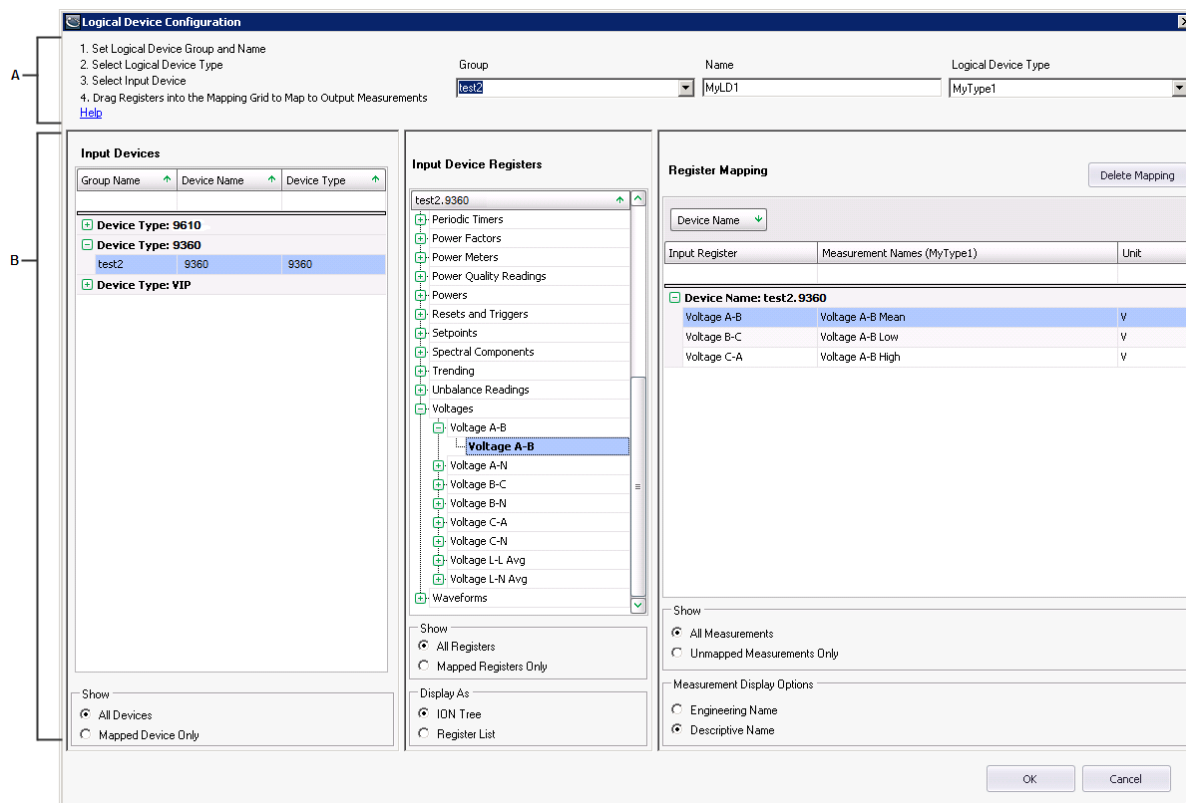 Logical Device Configuration
A
1. Set Logical Device Group and Name
2. Select Logical Device Type
3. Select Input Device
4. Drag Registers into the Mapping Grid to Map to Output Measurements
Help
Group
test2
Name
MyLD1
Logical Device Type
MyType1
B
Input Devices
Group Name Device Name Device Type
Device Type: 9610
Device Type: 9360
test2 9360 9360
Device Type: VIP
Show
All Devices
Mapped Device Only
Input Device Registers
test2.9360
Periodic Timers
Power Factors
Power Meters
Power Quality Readings
Powers
Resets and Triggers
Setpoints
Spectral Components
Trending
Unbalance Readings
Voltages
Voltage A-B
Voltage A-B
Voltage A-N
Voltage B-C
Voltage B-N
Voltage C-A
Voltage C-N
Voltage L-L Avg
Voltage L-N Avg
Waveforms
Show
All Registers
Mapped Registers Only
Display As
ION Tree
Register List
Register Mapping
Delete Mapping
Device Name
Input Register Measurement Names (MyType1) Unit
Device Name: test2.9360
Voltage A-B Voltage A-B Mean V
Voltage B-C Voltage A-B Low V
Voltage C-A Voltage A-B High V
Show
All Measurements
Unmapped Measurements Only
Measurement Display Options
Engineering Name
Descriptive Name
OK
Cancel